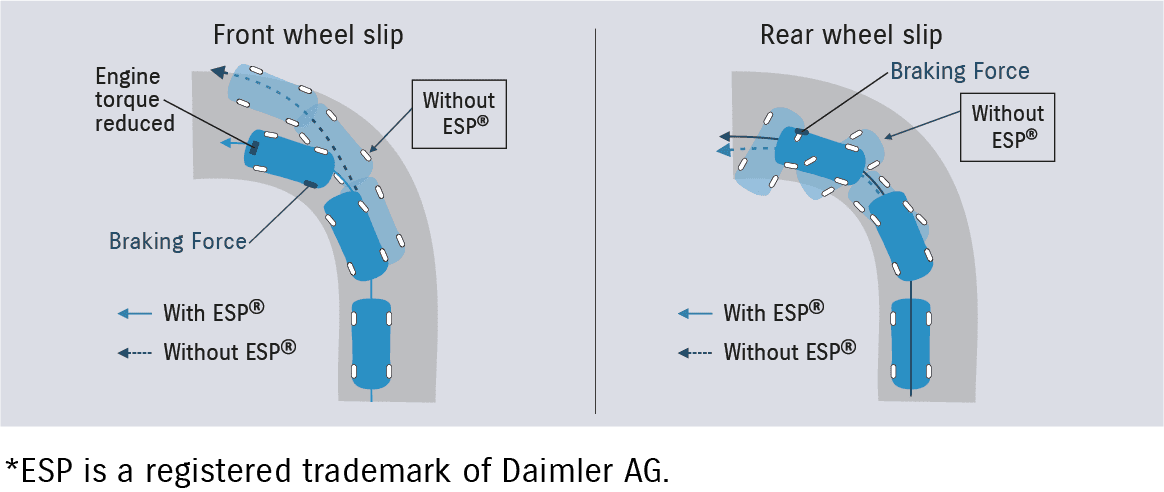 Front wheel slip
Engine
torque
reduced
Without
ESP®
Braking Force
With ESP®
Without ESP®
Rear wheel slip
Braking Force
Without
ESP®
With ESP®
Without ESP®
*ESP is a registered trademark of Daimler AG.